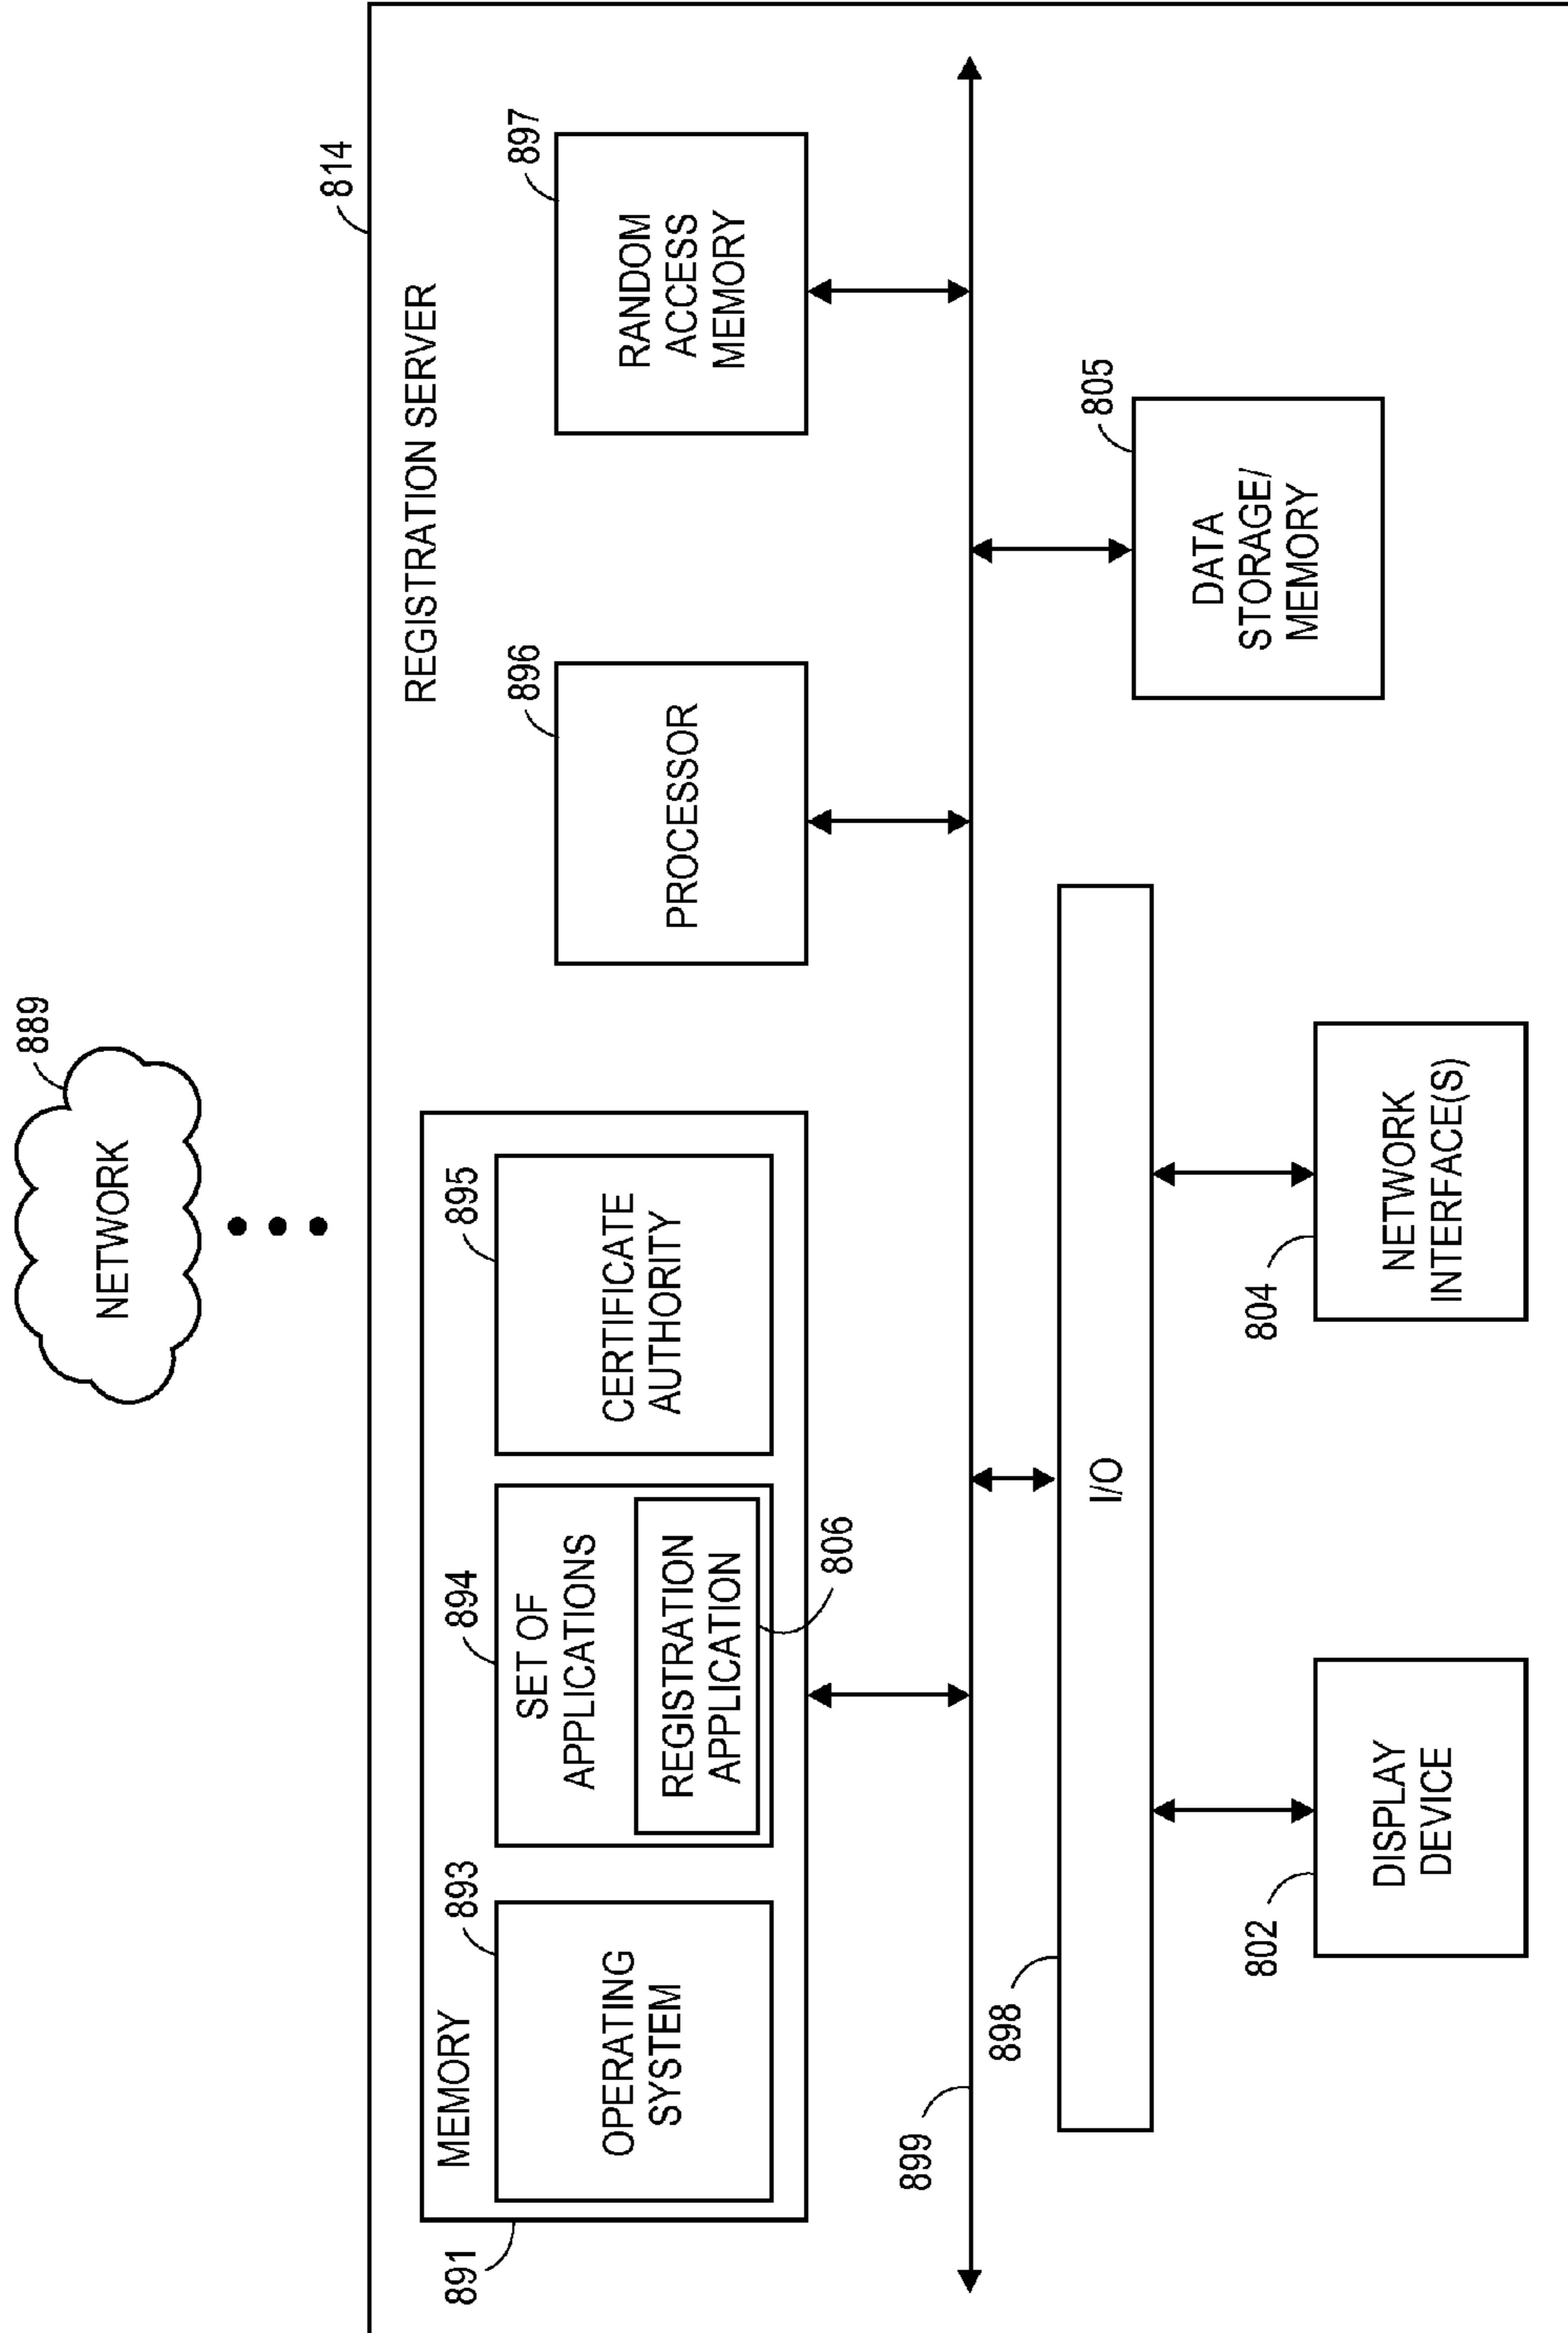 889
NETWORK
814
REGISTRATION SERVER
891
MEMORY
893
OPERATING
SYSTEM
894
SET OF
APPLICATIONS
REGISTRATION
APPLICATION
806
895
CERTIFICATE
AUTHORITY
896
PROCESSOR
897
RANDOM
ACCESS
MEMORY
899
898
I/O
802
DISPLAY
DEVICE
804
NETWORK
INTERFACE(S)
805
DATA
STORAGE/
MEMORY